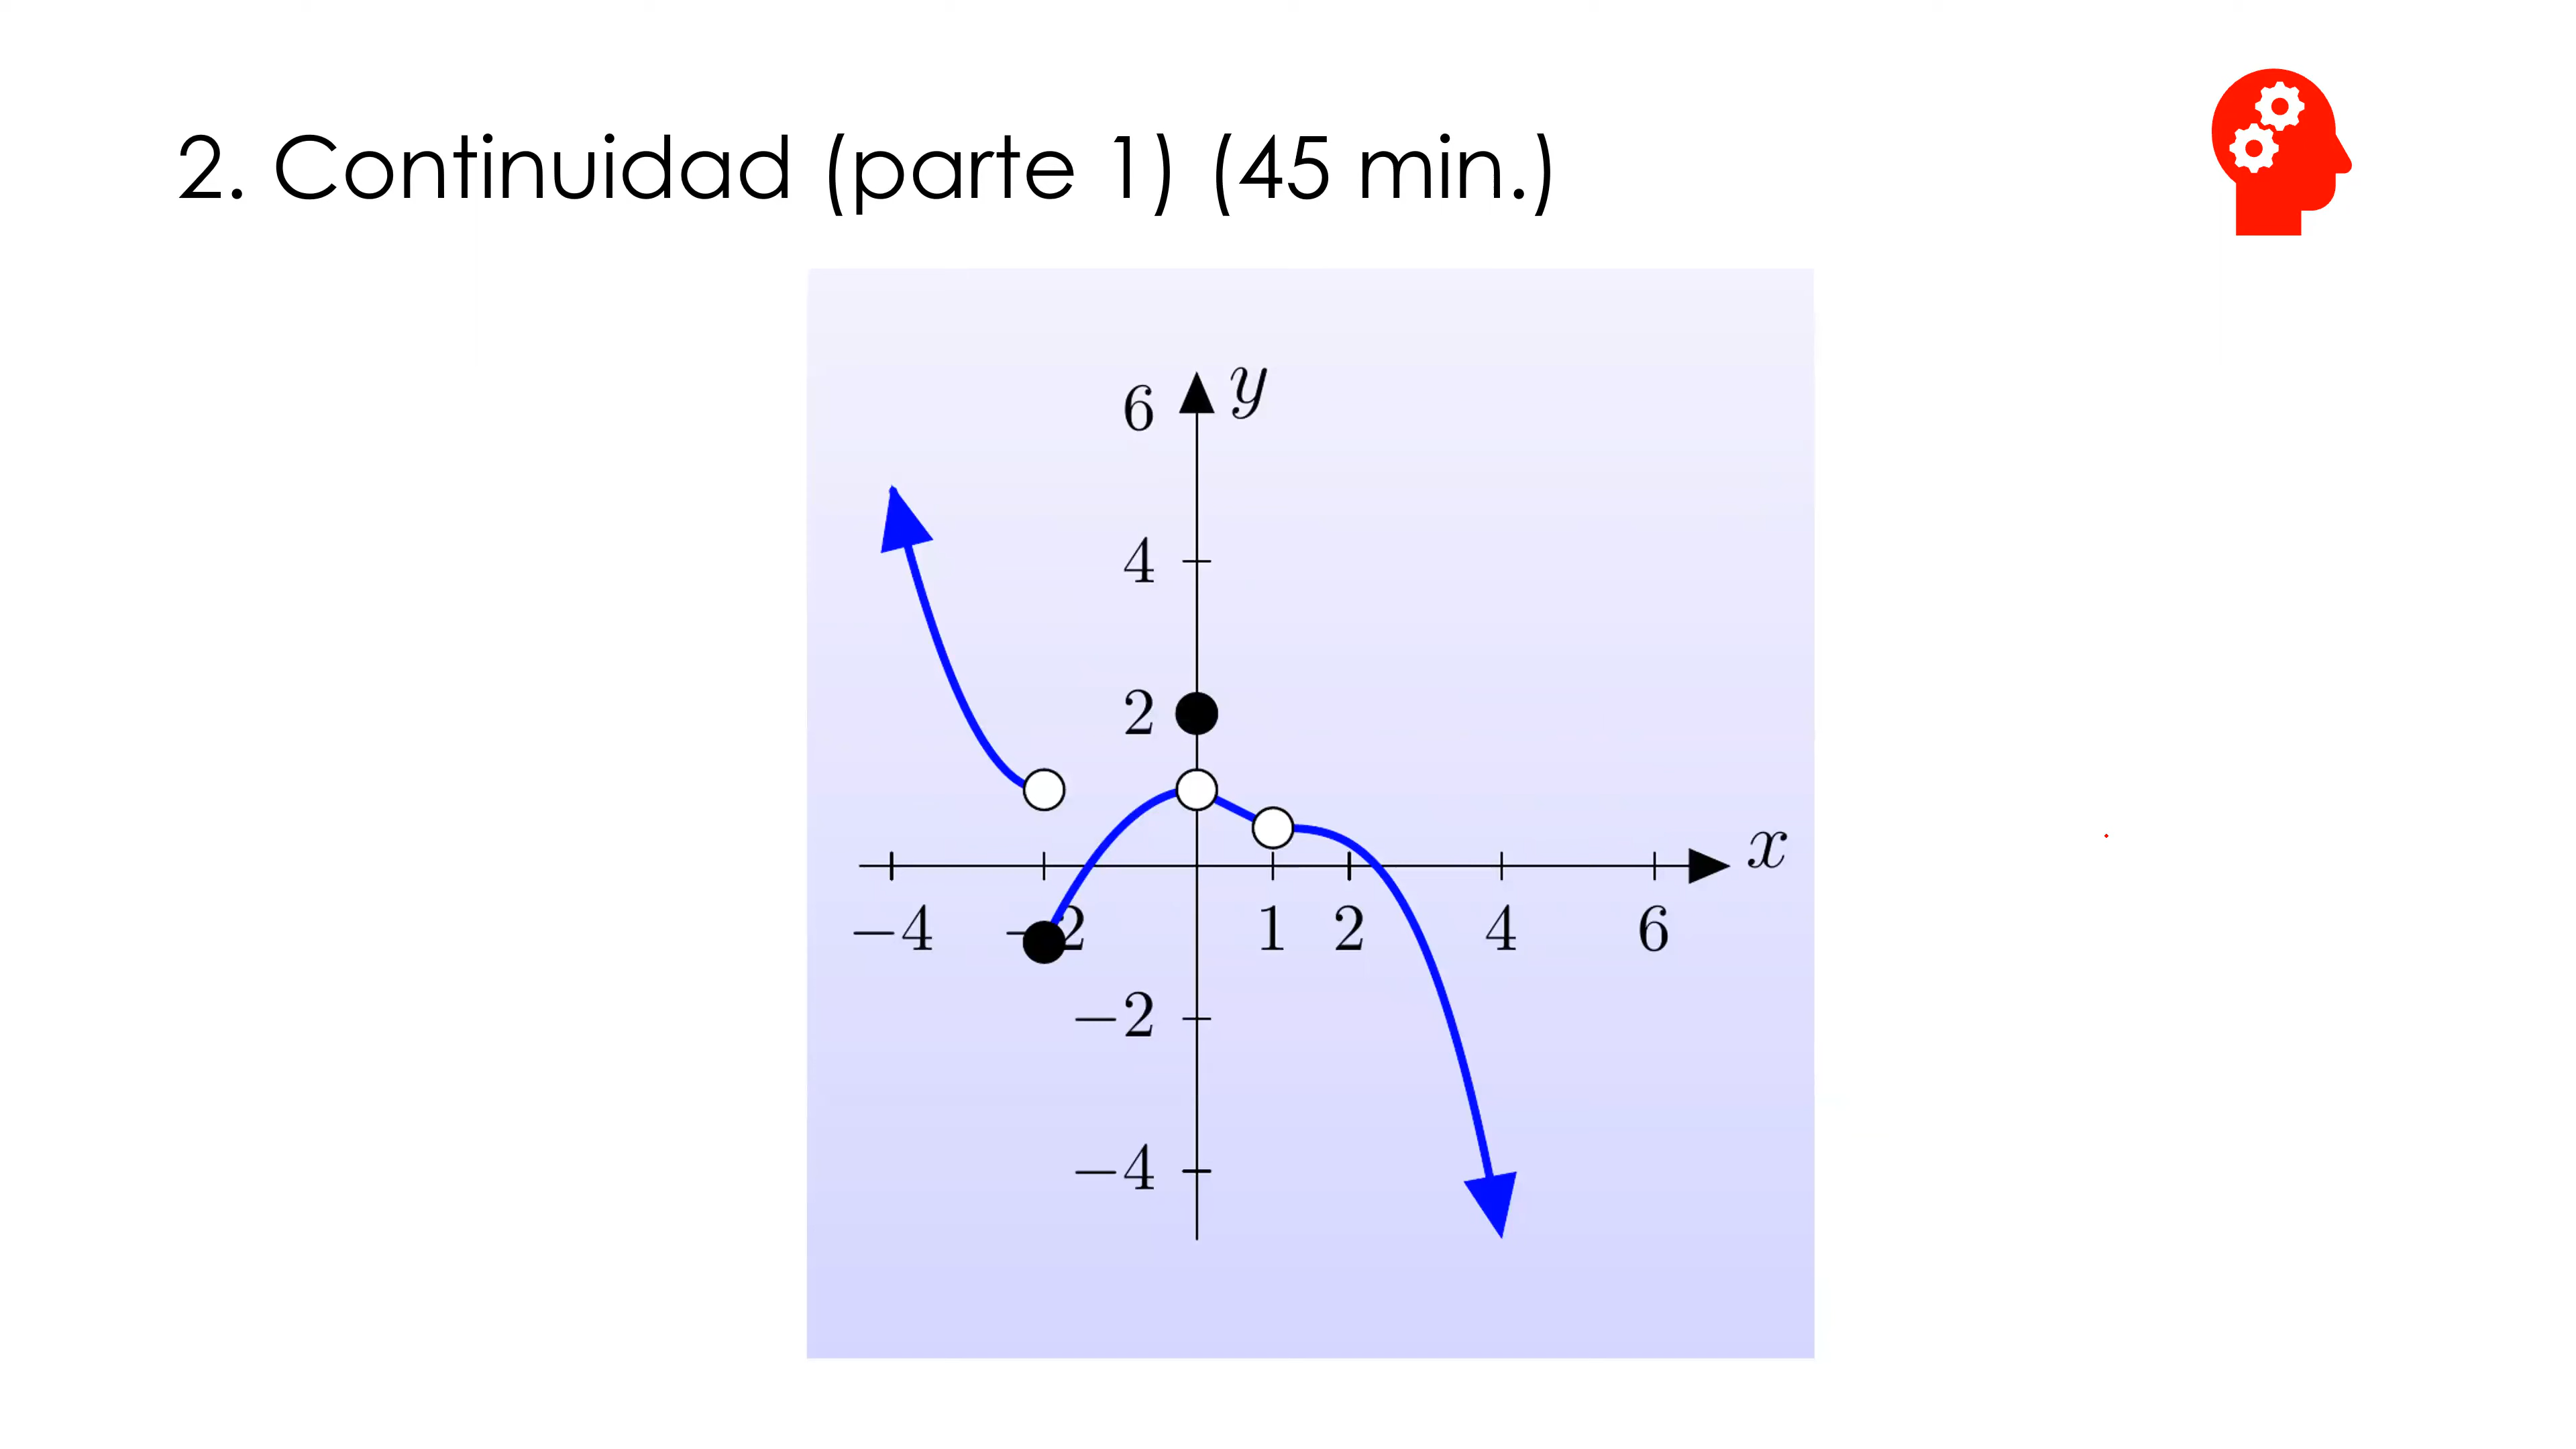 2. Continuidad (parte 1) (45 min.)
6 y
4
2
x
−4 −2 1 2 4 6
−2
−4